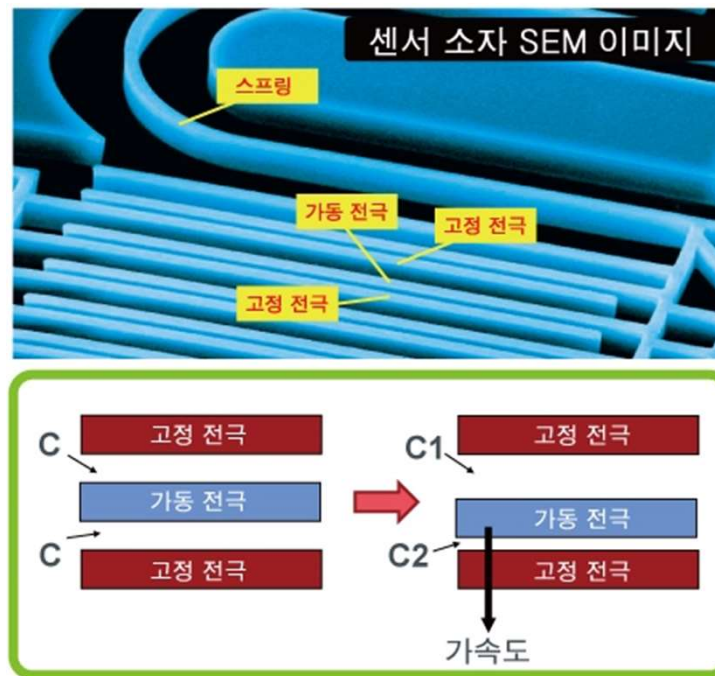 센서 소자 SEM 이미지
스프링
가동 전극
고정 전극
고정 전극
C
고정 전극
가동 전극
C
고정 전극
C1
고정 전극
가동 전극
C2
고정 전극
가속도